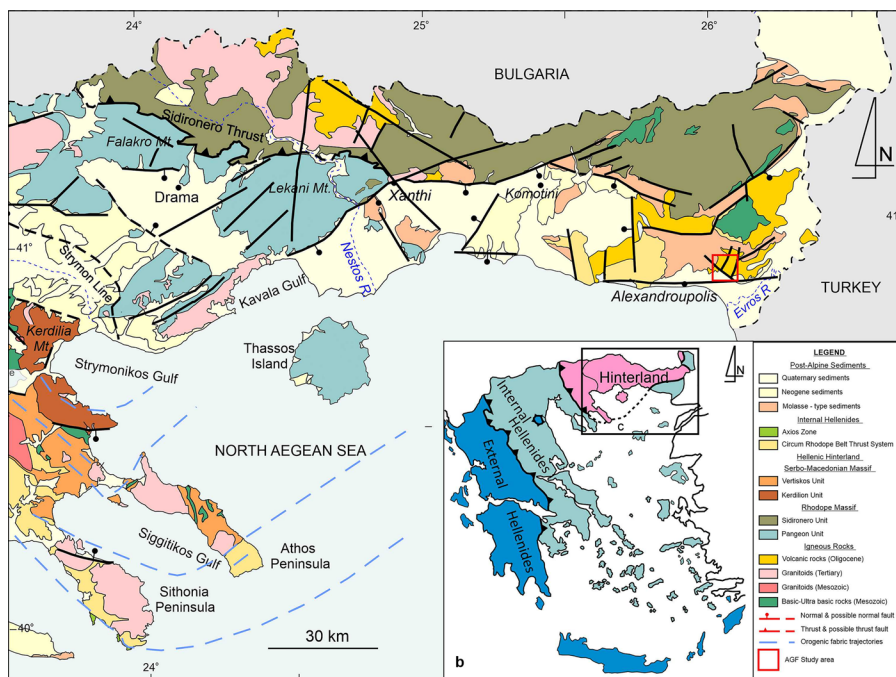 24°
25°
26°
BULGARIA
N
Sidironero Thrust
Falakro Mt.
Lekani Mt.
Xanthi
Komotini
Drama
41°
41
Strymon Line
Nestos R.
Kavala Gulf
Alexandroupolis
Evros R.
TURKEY
Kerdilia
Mt.
Thassos
Island
Strymonikos Gulf
NORTH AEGEAN SEA
Siggitikos Gulf
Athos
Peninsula
Sithonia
Peninsula
40°
24°
30 km
N
Hinterland
Internal
Hellenides
External
Hellenides
c
b
LEGEND
Post-Alpine Sediments
Quaternary sediments
Neogene sediments
Molasse - type sediments
Internal Hellenides
Axios Zone
Circum Rhodope Belt Thrust System
Hellenic Hinterland
Serbo-Macedonian Massif
Vertiskos Unit
Kerdilion Unit
Rhodope Massif
Sidironero Unit
Pangeon Unit
Igneous Rocks
Volcanic rocks (Oligocene)
Granitoids (Tertiary)
Granitoids (Mesozoic)
Basic-Ultra basic rocks (Mesozoic)
Normal & possible normal fault
Thrust & possible thrust fault
Orogenic fabric trajectories
AGF Study area